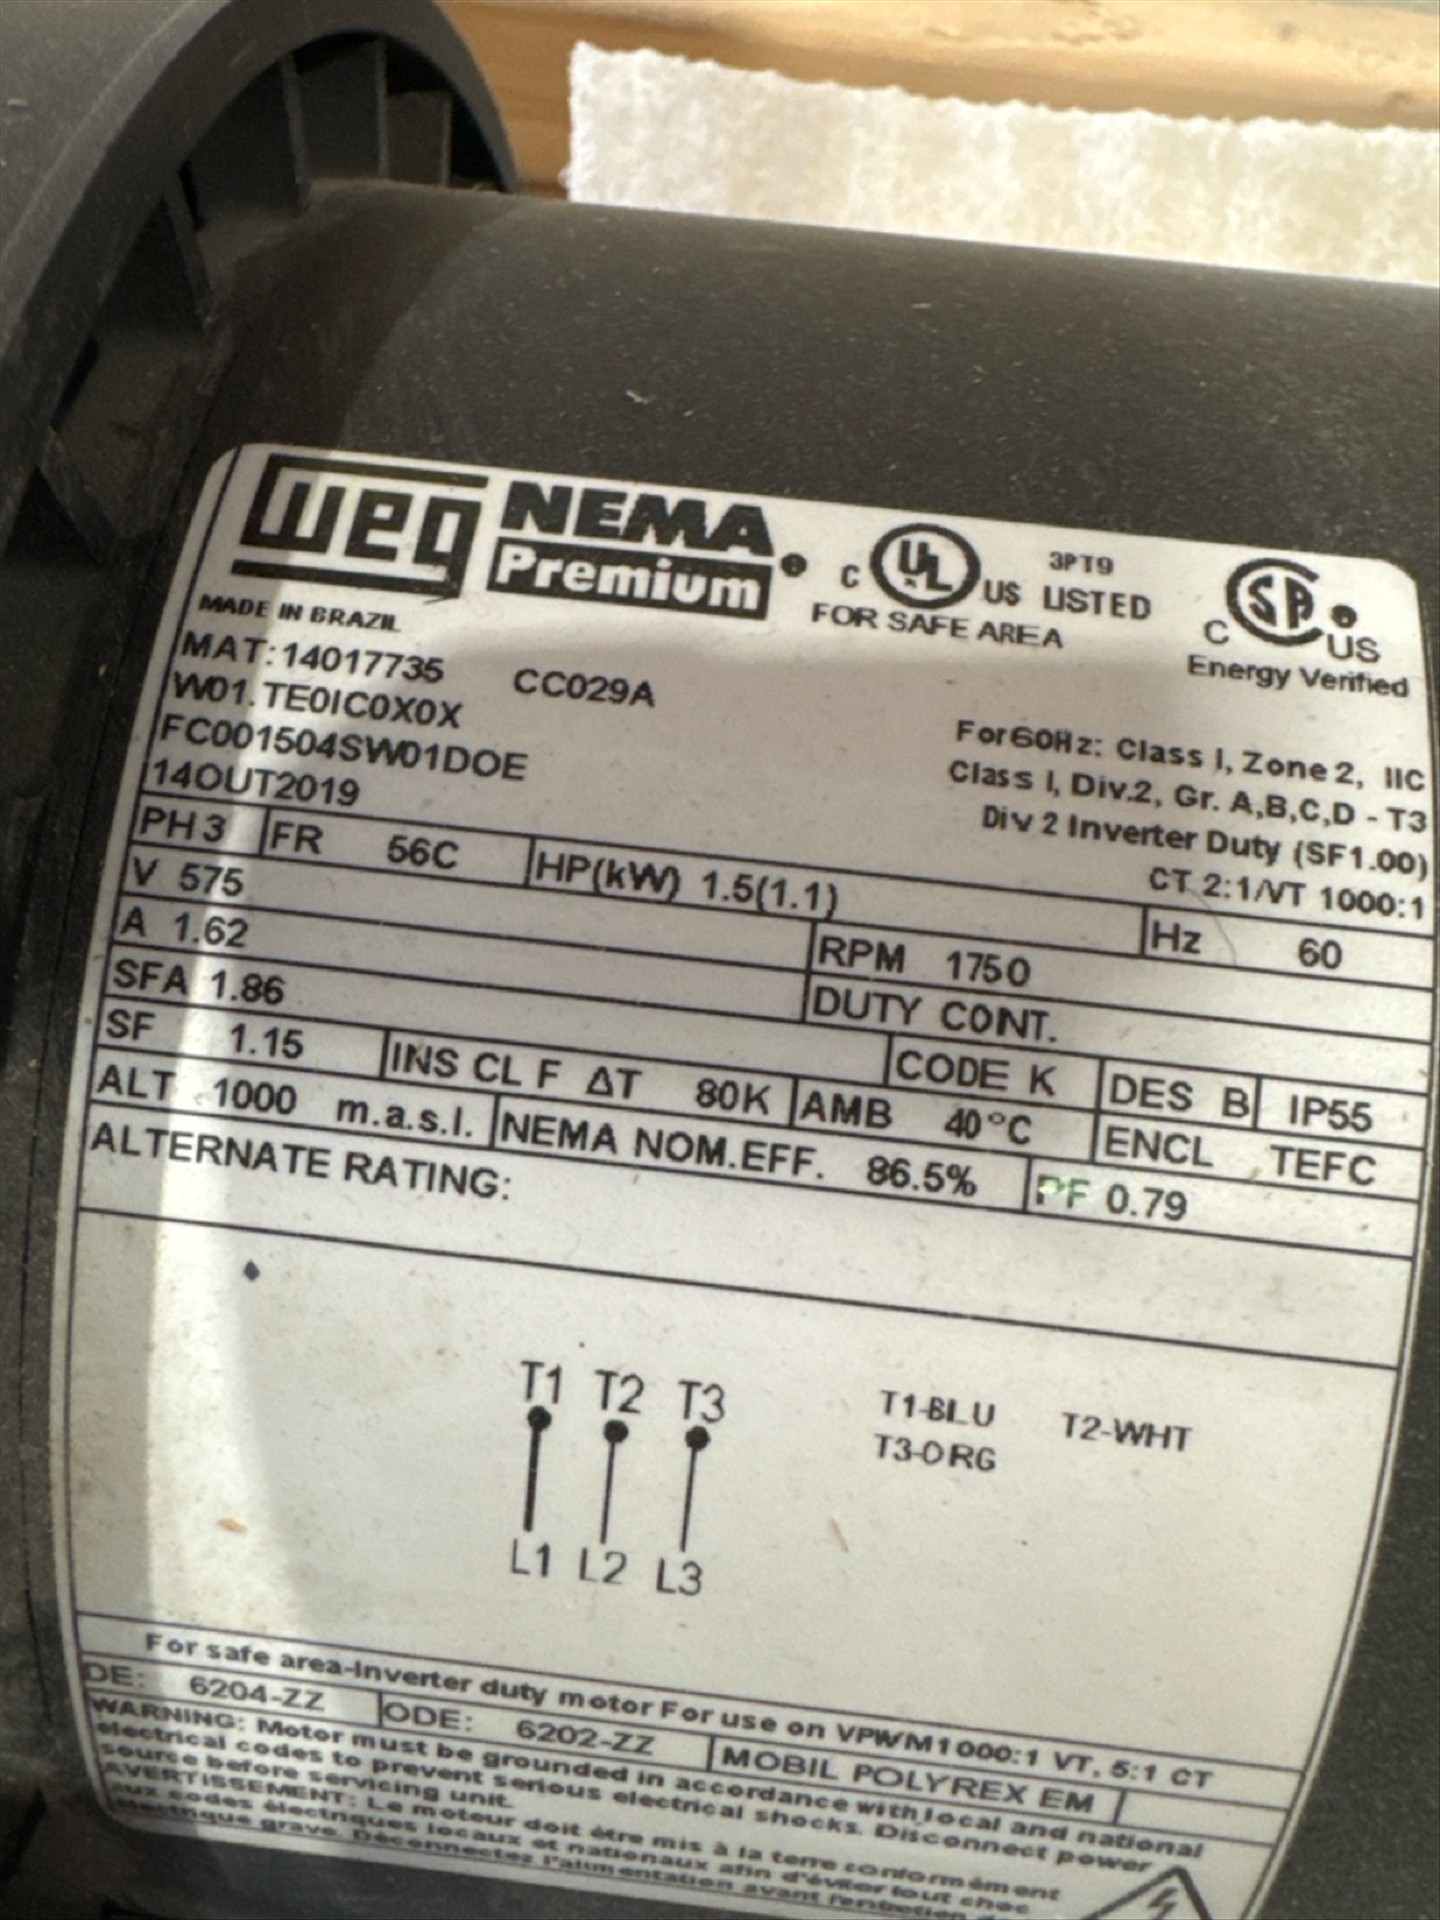 WEG NEMA Premium ® C UL US LISTED 3PT9
FOR SAFE AREA
C SA ® US
Energy Verified
MADE IN BRAZIL
MAT:14017735 CC029A
W01.TE0IC0X0X
FC001504SW01DOE
14OUT2019
For60Hz: Class I, Zone 2, IIC
Class I, Div.2, Gr. A,B,C,D - T3
Div 2 Inverter Duty (SF1.00)
CT 2:1/VT 1000:1
PH 3 FR 56C HP(kW) 1.5(1.1) Hz 60
V 575 RPM 1750
A 1.62 DUTY CONT.
SFA 1.86 CODE K DES B IP55
SF 1.15 INS CL F ΔT 80K AMB 40°C ENCL TEFC
ALT 1000 m.a.s.l. NEMA NOM.EFF. 86.5% PF 0.79
ALTERNATE RATING:
T1 T2 T3 T1-BLU T2-WHT
T3-ORG
L1 L2 L3
For safe area-Inverter duty motor For use on VPWM1000:1 VT, 5:1 CT
DE: 6204-ZZ ODE: 6202-ZZ MOBIL POLYREX EM
WARNING: Motor must be grounded in accordance with local and national
electrical codes to prevent serious electrical shocks. Disconnect power
source before servicing unit.
AVERTISSEMENT: Le moteur doit être mis à la terre conformément
aux codes électriques locaux et nationaux afin d'éviter tout choc
électrique grave. Déconnectez l'alimentation avant l'entretien